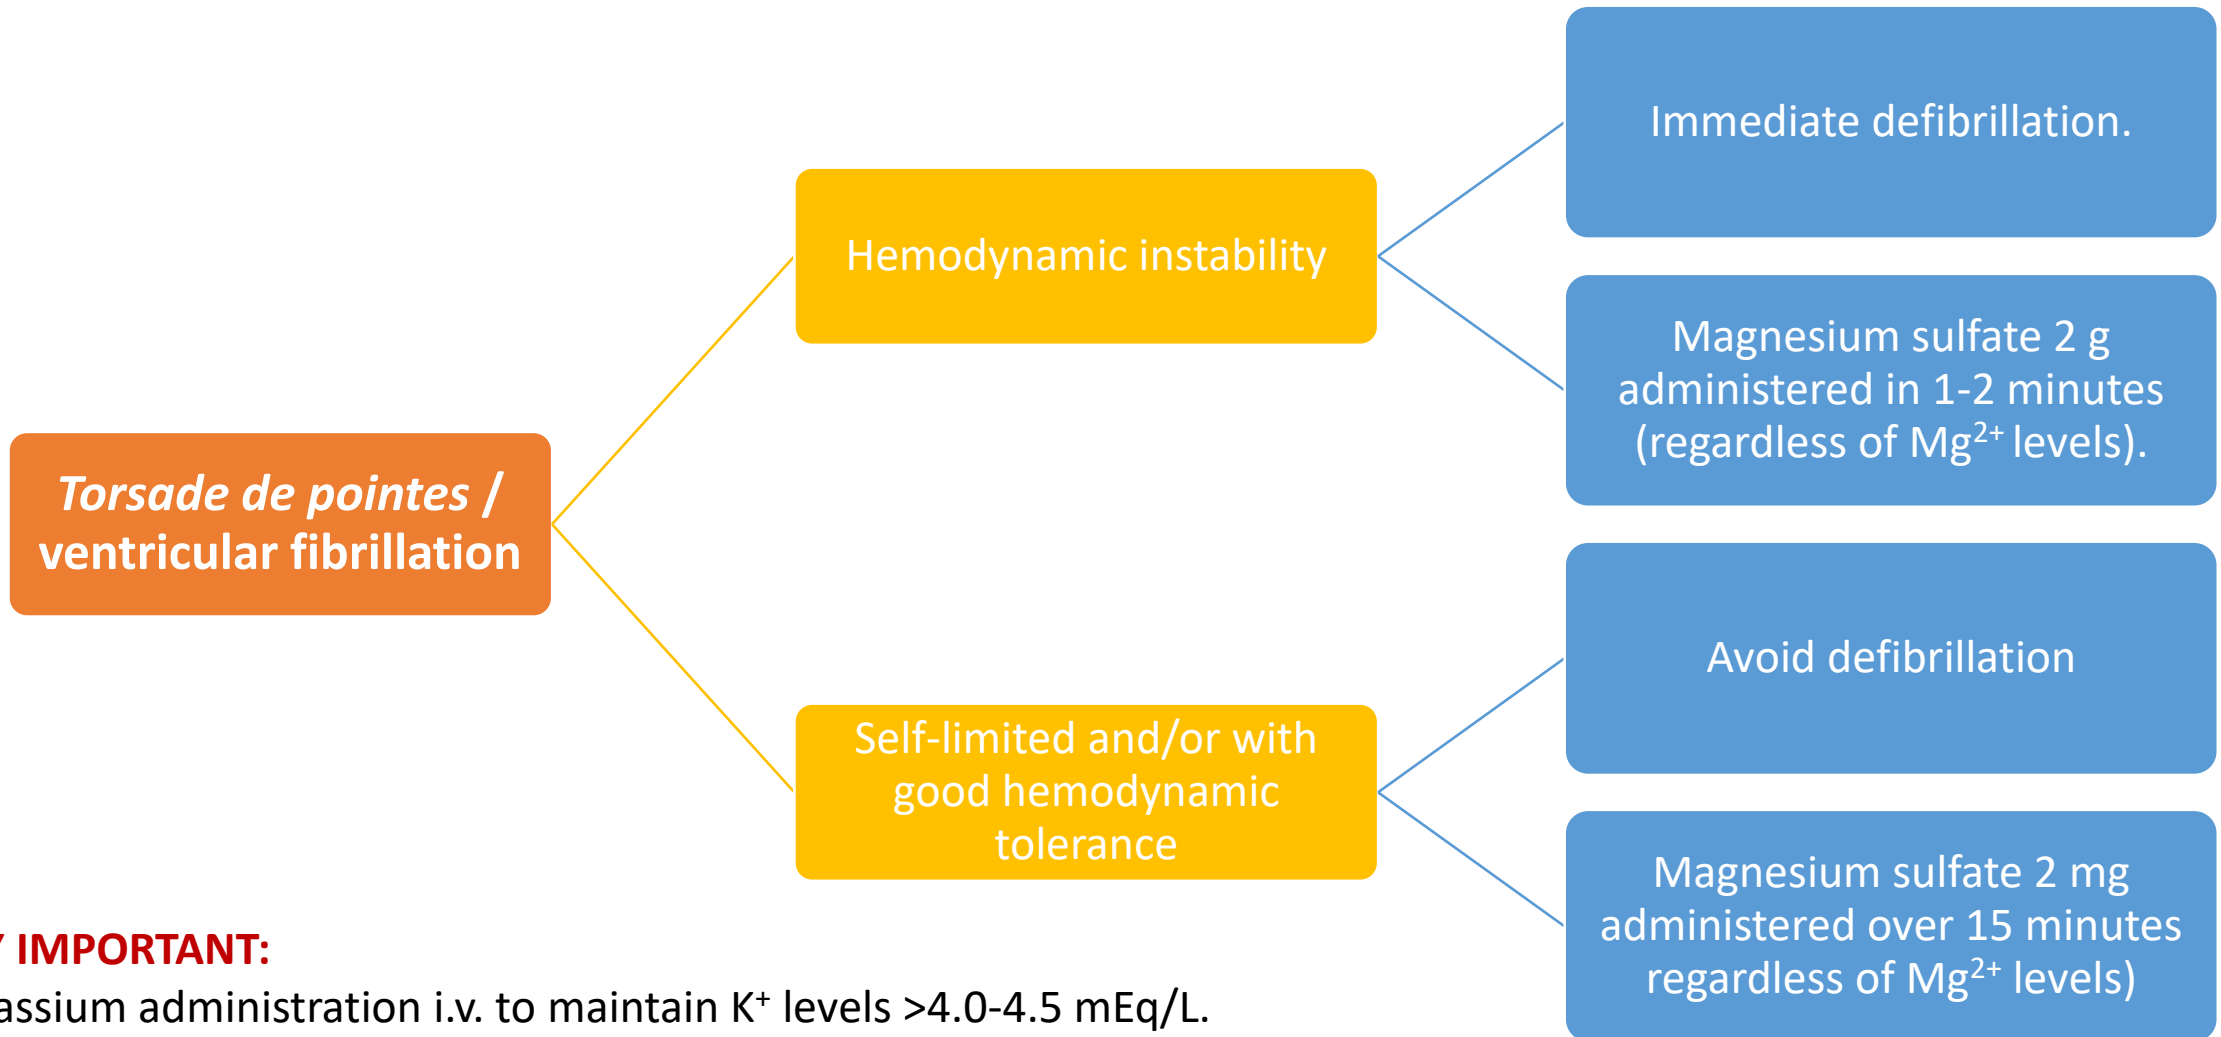 Immediate defibrillation.
Hemodynamic instability
Magnesium sulfate 2 g
administered in 1-2 minutes
(regardless of Mg²⁺ levels).
Torsade de pointes /
ventricular fibrillation
Avoid defibrillation
Self-limited and/or with
good hemodynamic
tolerance
Magnesium sulfate 2 mg
administered over 15 minutes
regardless of Mg²⁺ levels)
IMPORTANT:
administration i.v. to maintain K⁺ levels >4.0-4.5 mEq/L.